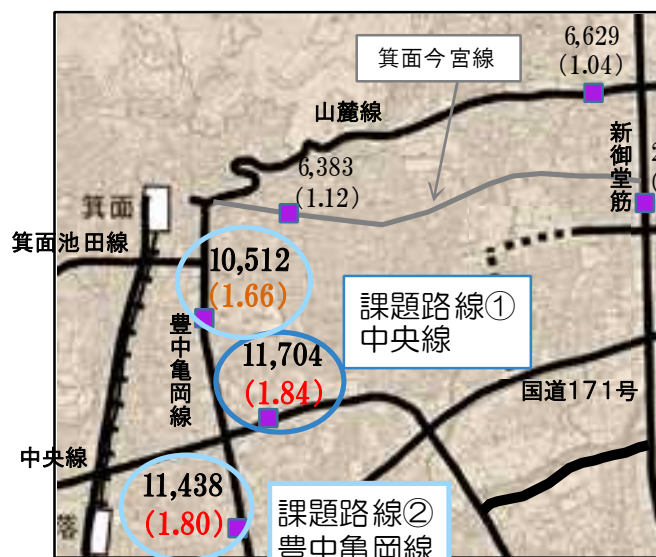 6,629
(1.04)
箕面今宮線
山麓線
新御堂筋
6,383
(1.12)
箕面
箕面池田線
10,512
(1.66)
課題路線①
中央線
豊中亀岡線
11,704
(1.84)
国道171号
中央線
11,438
(1.80)
課題路線②
豊中亀岡線